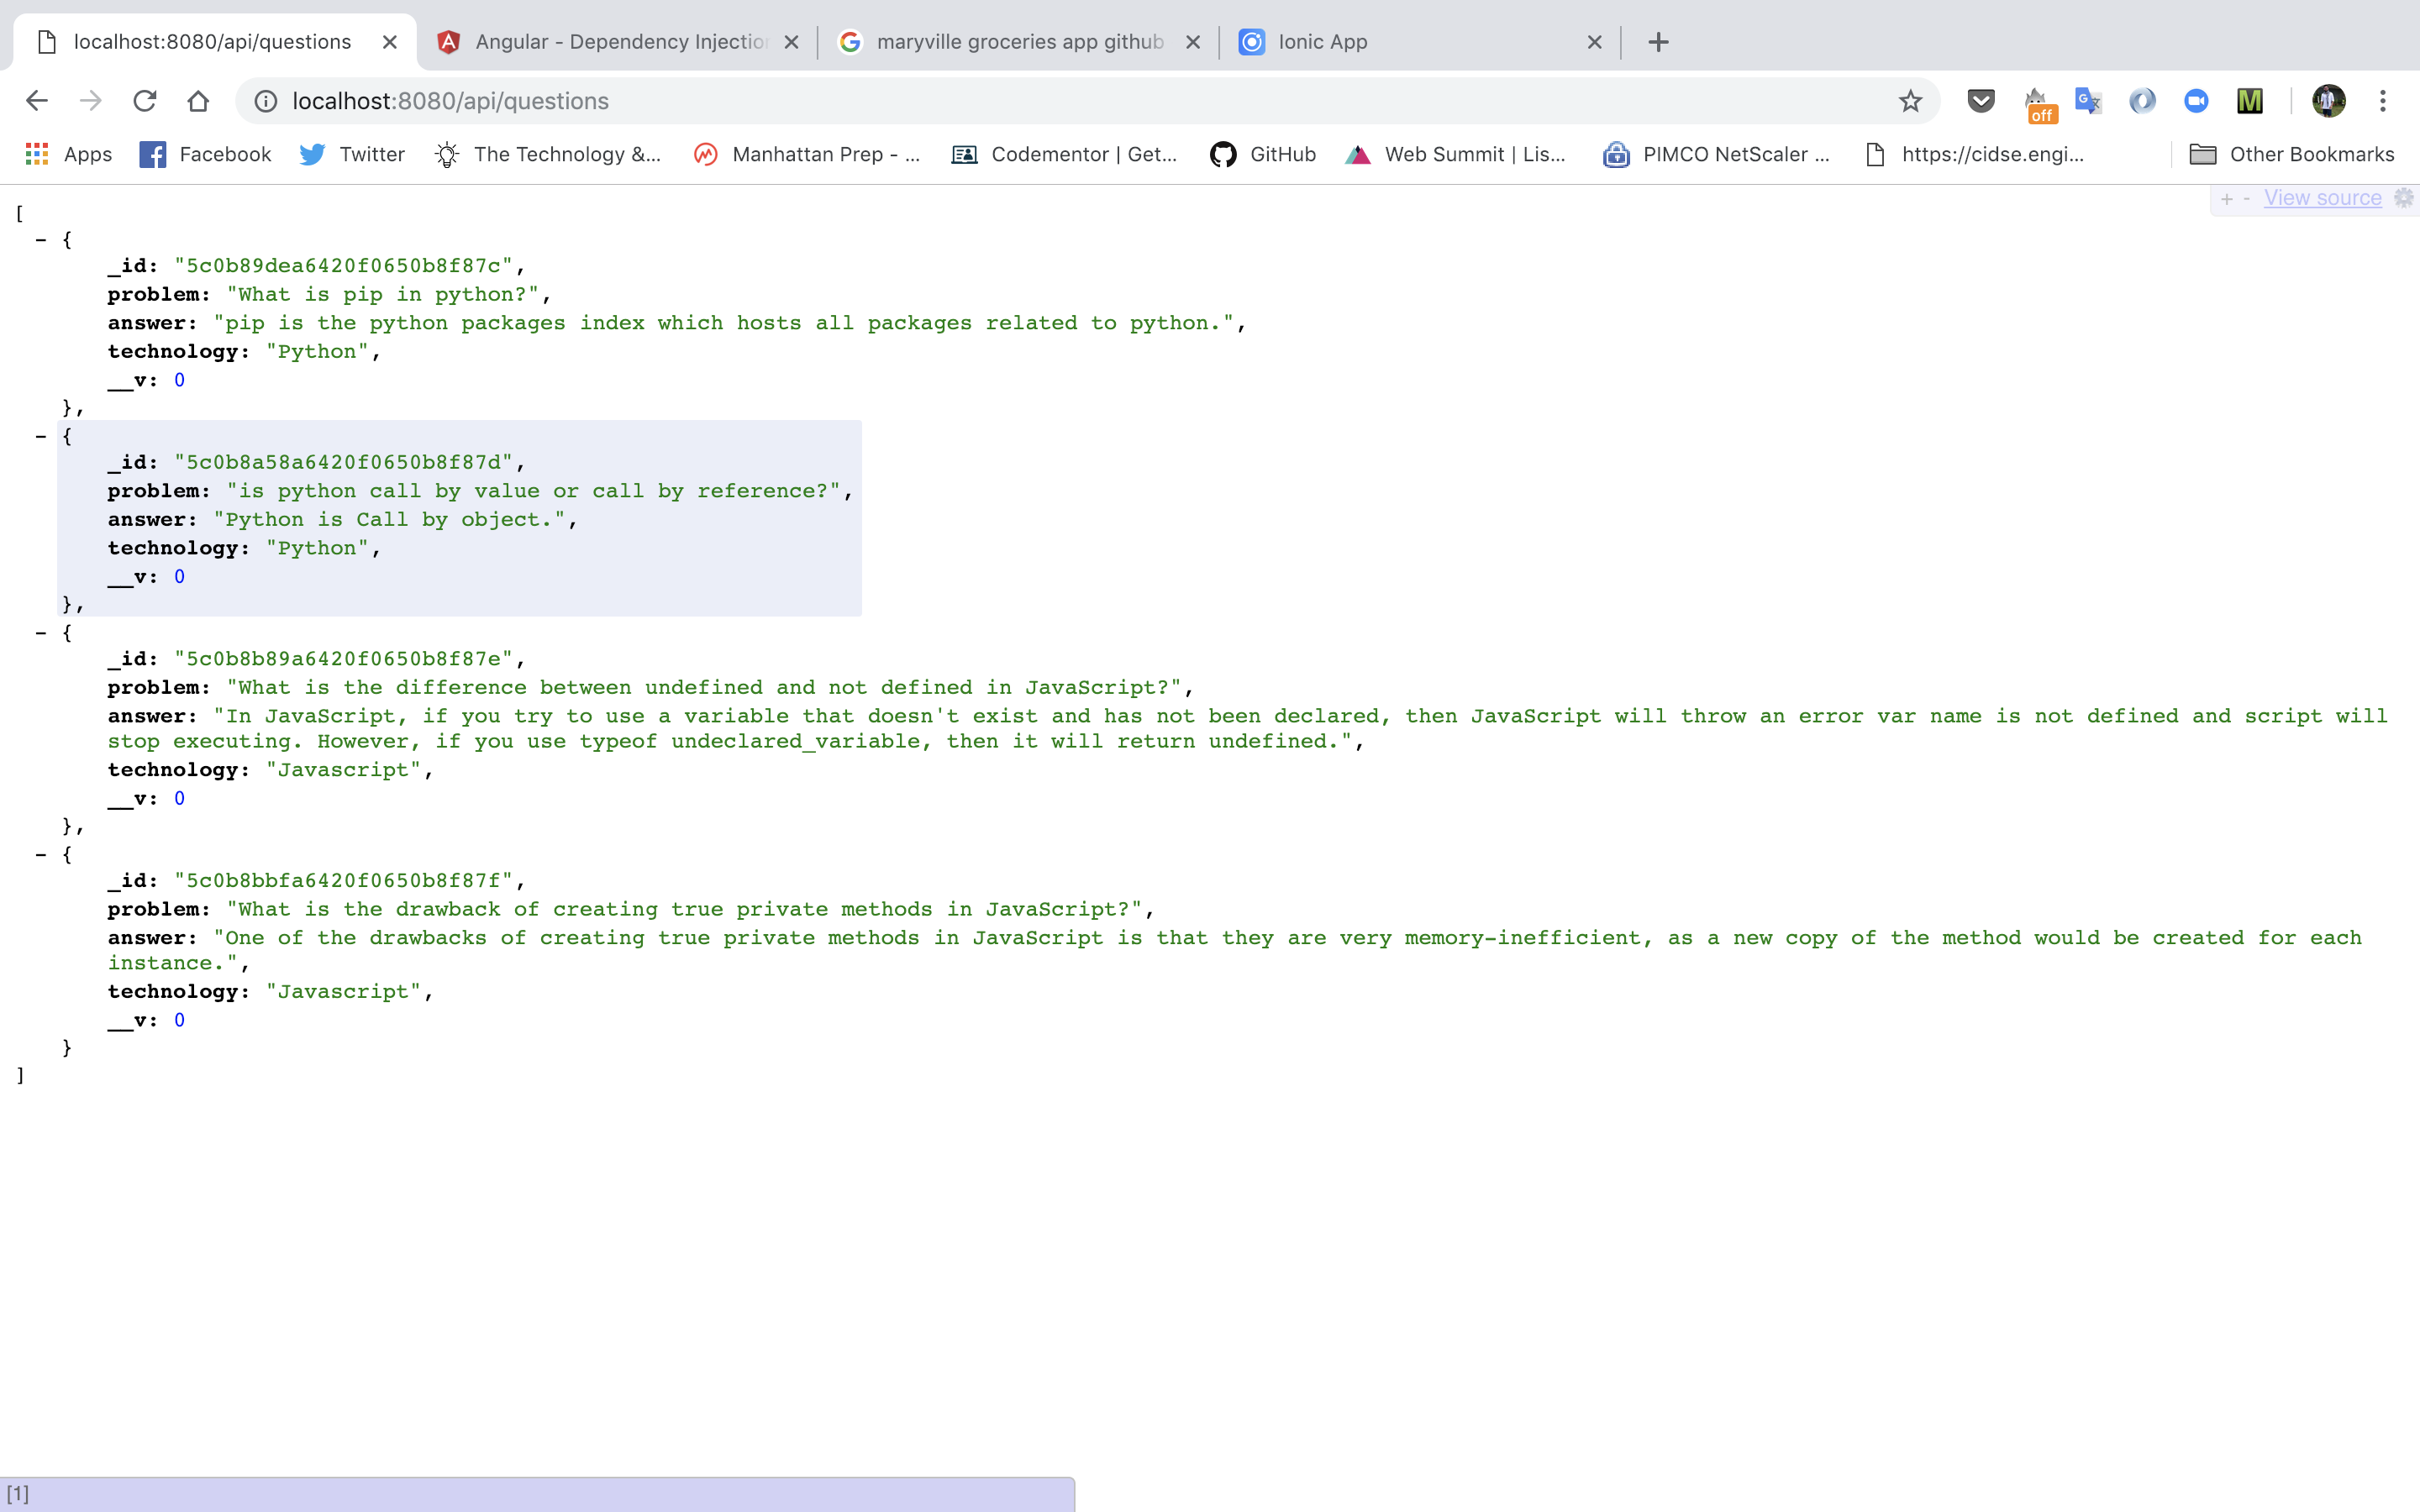 localhost:8080/api/questions
Angular - Dependency Injection
maryville groceries app github
Ionic App
localhost:8080/api/questions
off
Apps Facebook Twitter The Technology &... Manhattan Prep - ... Codementor | Get... GitHub Web Summit | Lis... PIMCO NetScaler ... https://cidse.engi... Other Bookmarks
+ - View source
[
- {
_id: "5c0b89dea6420f0650b8f87c",
problem: "What is pip in python?",
answer: "pip is the python packages index which hosts all packages related to python.",
technology: "Python",
__v: 0
},
- {
_id: "5c0b8a58a6420f0650b8f87d",
problem: "is python call by value or call by reference?",
answer: "Python is Call by object.",
technology: "Python",
__v: 0
},
- {
_id: "5c0b8b89a6420f0650b8f87e",
problem: "What is the difference between undefined and not defined in JavaScript?",
answer: "In JavaScript, if you try to use a variable that doesn't exist and has not been declared, then JavaScript will throw an error var name is not defined and script will
stop executing. However, if you use typeof undeclared_variable, then it will return undefined.",
technology: "Javascript",
__v: 0
},
- {
_id: "5c0b8bbfa6420f0650b8f87f",
problem: "What is the drawback of creating true private methods in JavaScript?",
answer: "One of the drawbacks of creating true private methods in JavaScript is that they are very memory-inefficient, as a new copy of the method would be created for each
instance.",
technology: "Javascript",
__v: 0
}
]
[1]